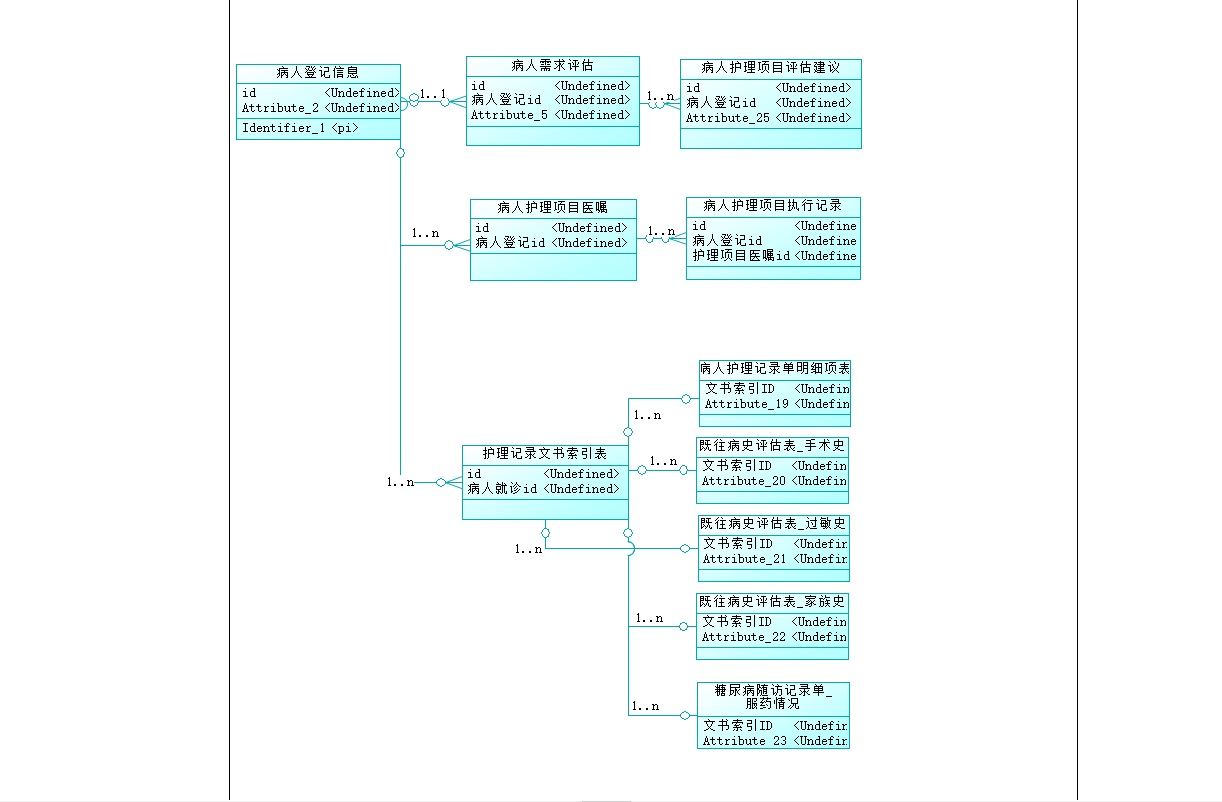 病人登记信息
id <Undefined>
Attribute_2 <Undefined>
Identifier_1 <pi>
1..1
病人需求评估
id <Undefined>
病人登记id <Undefined>
Attribute_5 <Undefined>
1..n
病人护理项目评估建议
id <Undefined>
病人登记id <Undefined>
Attribute_25 <Undefined>
1..n
病人护理项目医嘱
id <Undefined>
病人登记id <Undefined>
1..n
病人护理项目执行记录
id <Undefine
病人登记id <Undefine
护理项目医嘱id <Undefine
1..n
护理记录文书索引表
id <Undefined>
病人就诊id <Undefined>
1..n
病人护理记录单明细项表
文书索引ID <Undefin
Attribute_19 <Undefin
1..n
既往病史评估表_手术史
文书索引ID <Undefin
Attribute_20 <Undefin
1..n
既往病史评估表_过敏史
文书索引ID <Undefir
Attribute_21 <Undefir
1..n
既往病史评估表_家族史
文书索引ID <Undefin
Attribute_22 <Undefin
1..n
糖尿病随访记录单_
服药情况
文书索引ID <Undefir
Attribute_23 <Undefir